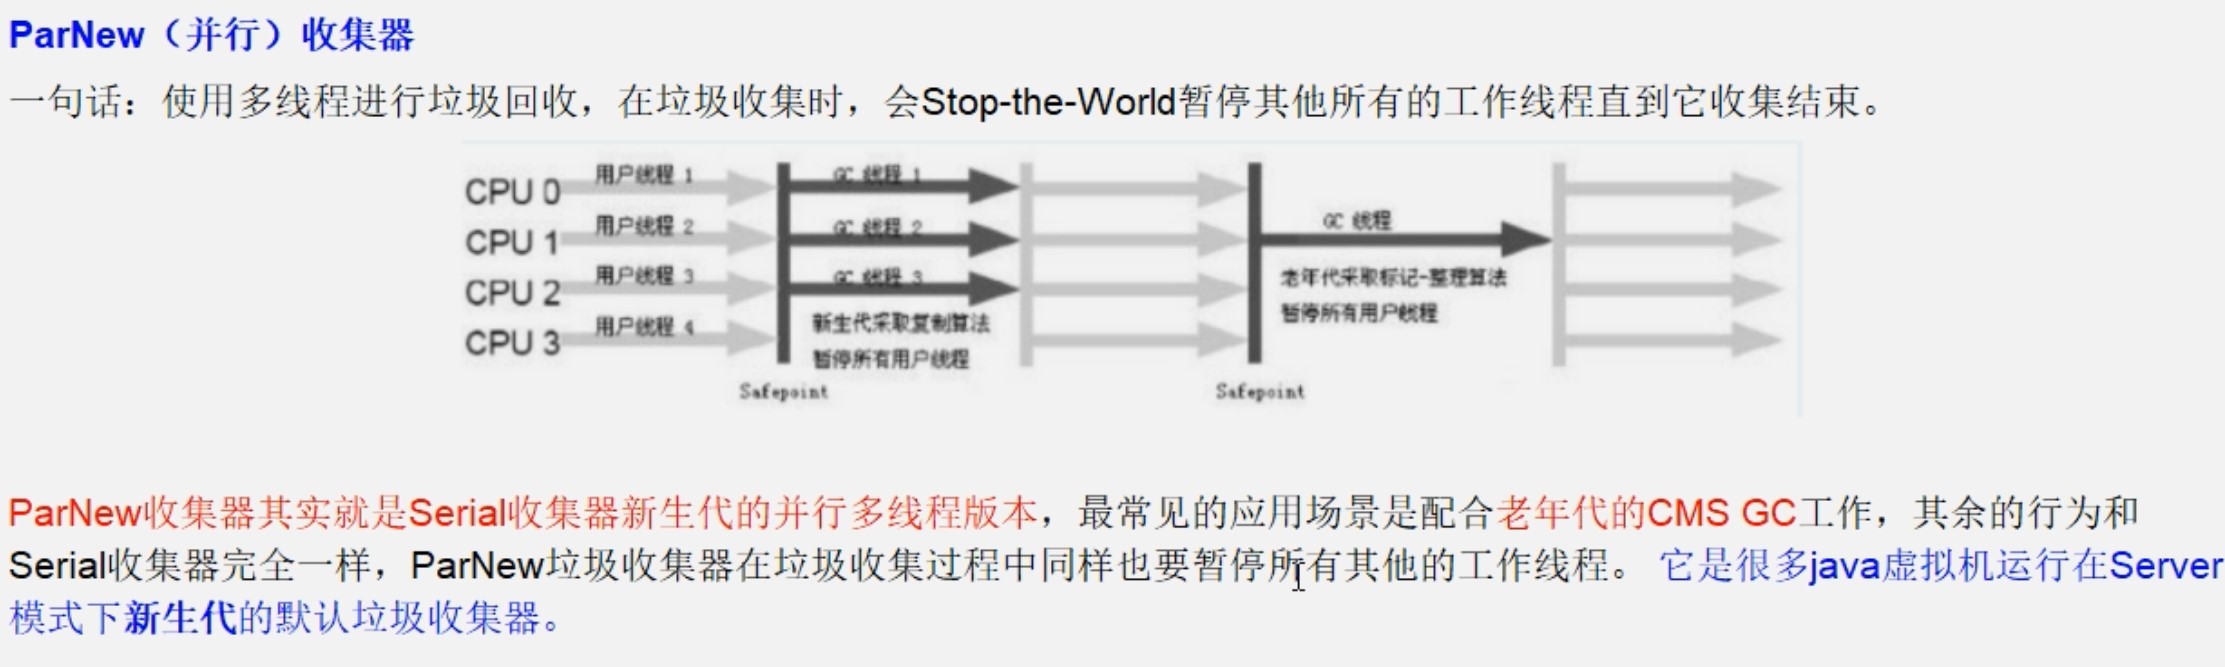 ParNew（并行）收集器
一句话：使用多线程进行垃圾回收，在垃圾收集时，会Stop-the-World暂停其他所有的工作线程直到它收集结束。
CPU 0 用户线程 1 GC 线程 1
CPU 1 用户线程 2 GC 线程 2 GC 线程
CPU 2 用户线程 3 GC 线程 3 老年代采取标记-整理算法
CPU 3 用户线程 4 新生代采取复制算法 暂停所有用户线程
暂停所有用户线程
Safepoint Safepoint
ParNew收集器其实就是Serial收集器新生代的并行多线程版本，最常见的应用场景是配合老年代的CMS GC工作，其余的行为和
Serial收集器完全一样，ParNew垃圾收集器在垃圾收集过程中同样也要暂停所有其他的工作线程。 它是很多java虚拟机运行在Server
模式下新生代的默认垃圾收集器。